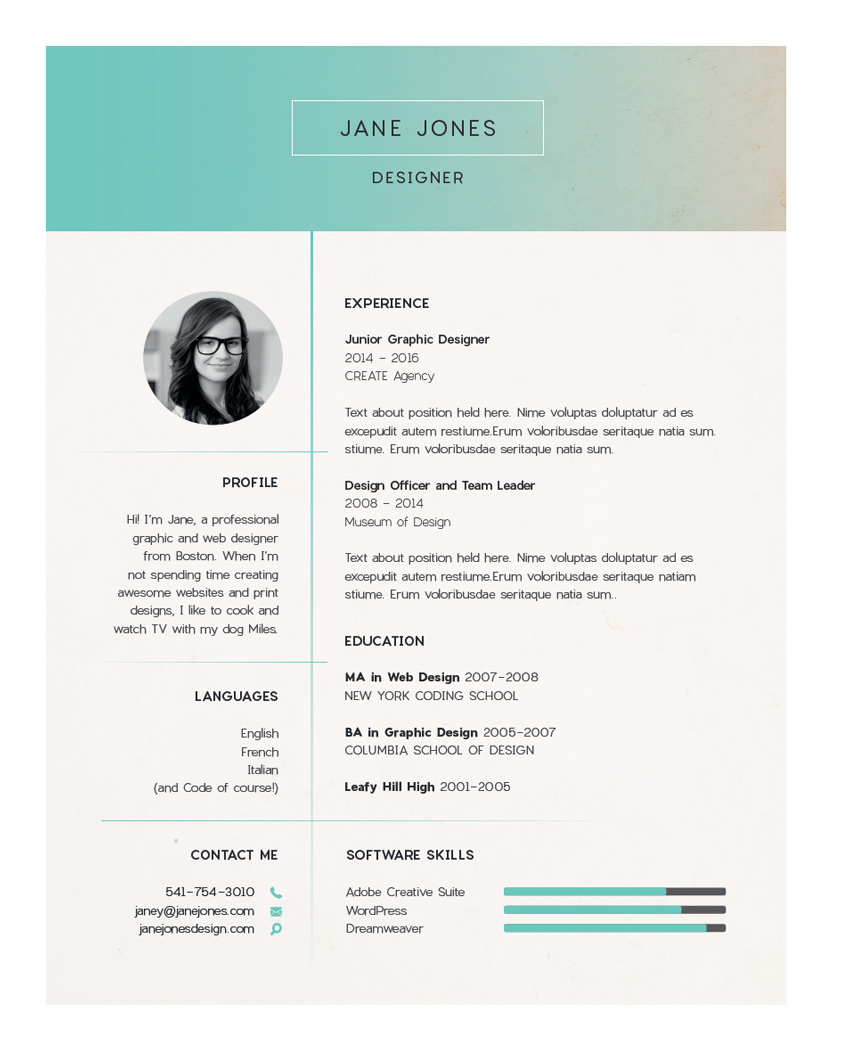 JANE JONES
DESIGNER
PROFILE
Hi! I'm Jane, a professional
graphic and web designer
from Boston. When I'm
not spending time creating
awesome websites and print
designs, I like to cook and
watch TV with my dog Miles.
LANGUAGES
English
French
Italian
(and Code of course!)
CONTACT ME
541-754-3010
janey@janejones.com
janejonesdesign.com
EXPERIENCE
Junior Graphic Designer
2014 - 2016
CREATE Agency
Text about position held here. Nime voluptas doluptatur ad es
excepudit autem restiume.Erum voloribusdae seritaque natia sum.
stiume. Erum voloribusdae seritaque natia sum.
Design Officer and Team Leader
2008 - 2014
Museum of Design
Text about position held here. Nime voluptas doluptatur ad es
excepudit autem restiume.Erum voloribusdae seritaque natiam
stiume. Erum voloribusdae seritaque natia sum..
EDUCATION
MA in Web Design 2007-2008
NEW YORK CODING SCHOOL
BA in Graphic Design 2005-2007
COLUMBIA SCHOOL OF DESIGN
Leafy Hill High 2001-2005
SOFTWARE SKILLS
Adobe Creative Suite
WordPress
Dreamweaver